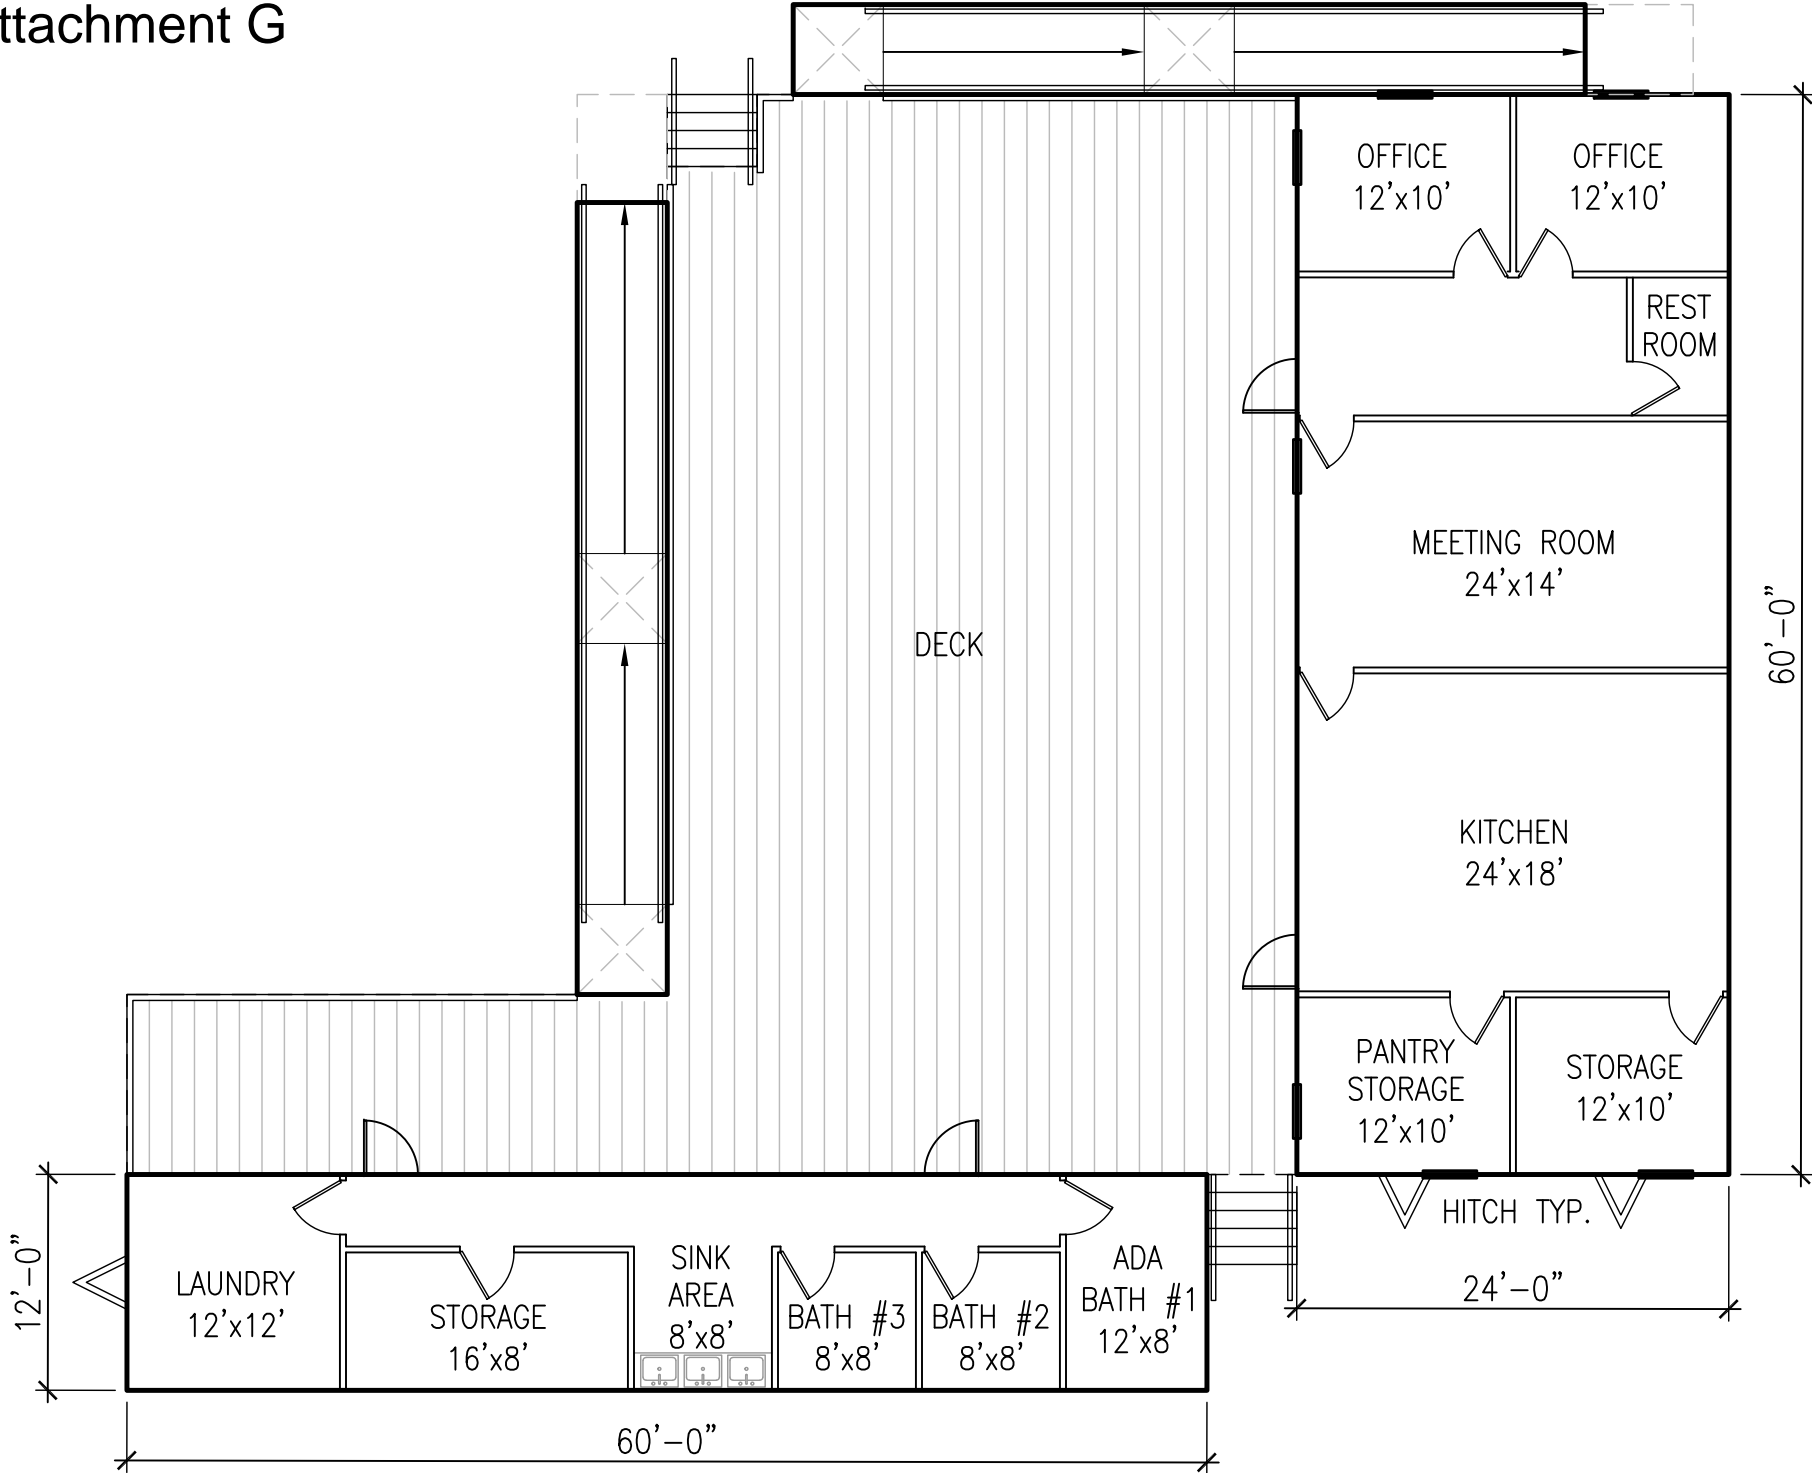 ttachment G
OFFICE
12'x10'
OFFICE
12'x10'
REST
ROOM
MEETING ROOM
24'x14'
60'-0"
DECK
KITCHEN
24'x18'
PANTRY
STORAGE
12'x10'
STORAGE
12'x10'
HITCH TYP.
24'-0"
12'-0"
LAUNDRY
12'x12'
STORAGE
16'x8'
SINK
AREA
8'x8'
BATH #3
8'x8'
BATH #2
8'x8'
ADA
BATH #1
12'x8'
60'-0"